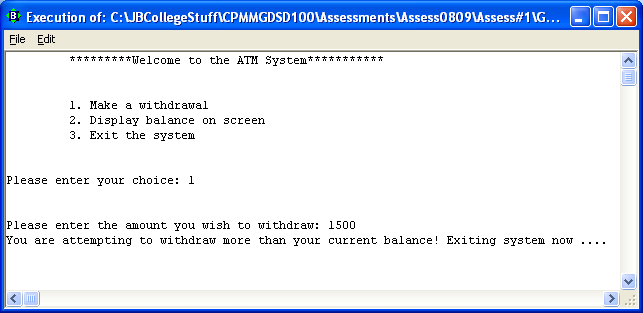 Execution of: C:\JBCollegeStuff\CPMMGDSD100\Assessments\Assess0809\Assess#1\G...
File Edit
*********Welcome to the ATM System***********
1. Make a withdrawal
2. Display balance on screen
3. Exit the system
Please enter your choice: 1
Please enter the amount you wish to withdraw: 1500
You are attempting to withdraw more than your current balance! Exiting system now ....